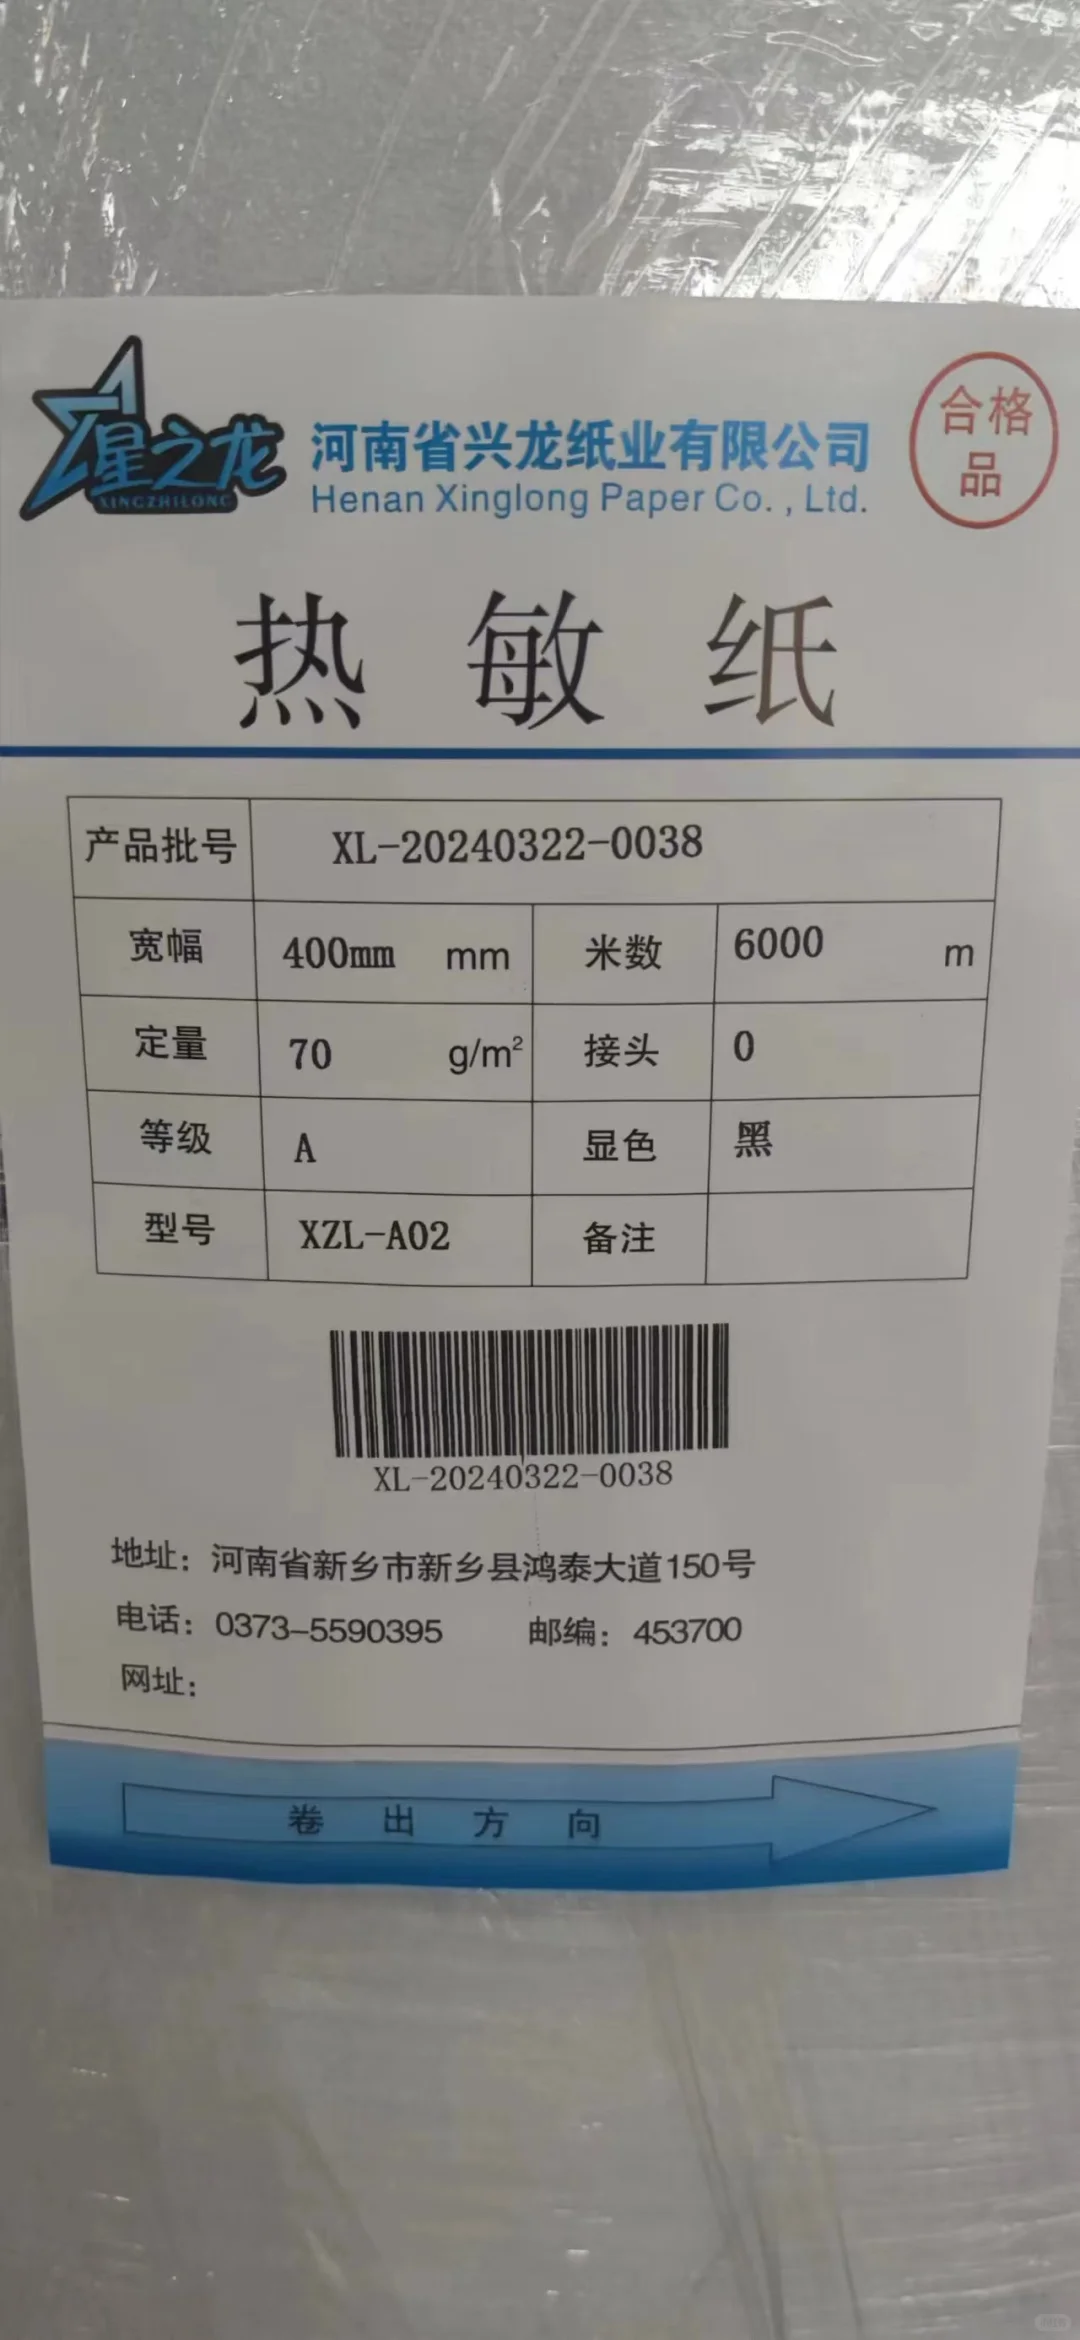 星之龙
XINGZHILONG
河南省兴龙纸业有限公司
Henan Xinglong Paper Co. , Ltd.
合格
品
热 敏 纸
产品批号 XL-20240322-0038
宽幅 400mm mm 米数 6000 m
定量 70 g/m² 接头 0
等级 A 显色 黑
型号 XZL-A02 备注
XL-20240322-0038
地址：河南省新乡市新乡县鸿泰大道150号
电话：0373-5590395 邮编：453700
网址：
卷 出 方 向